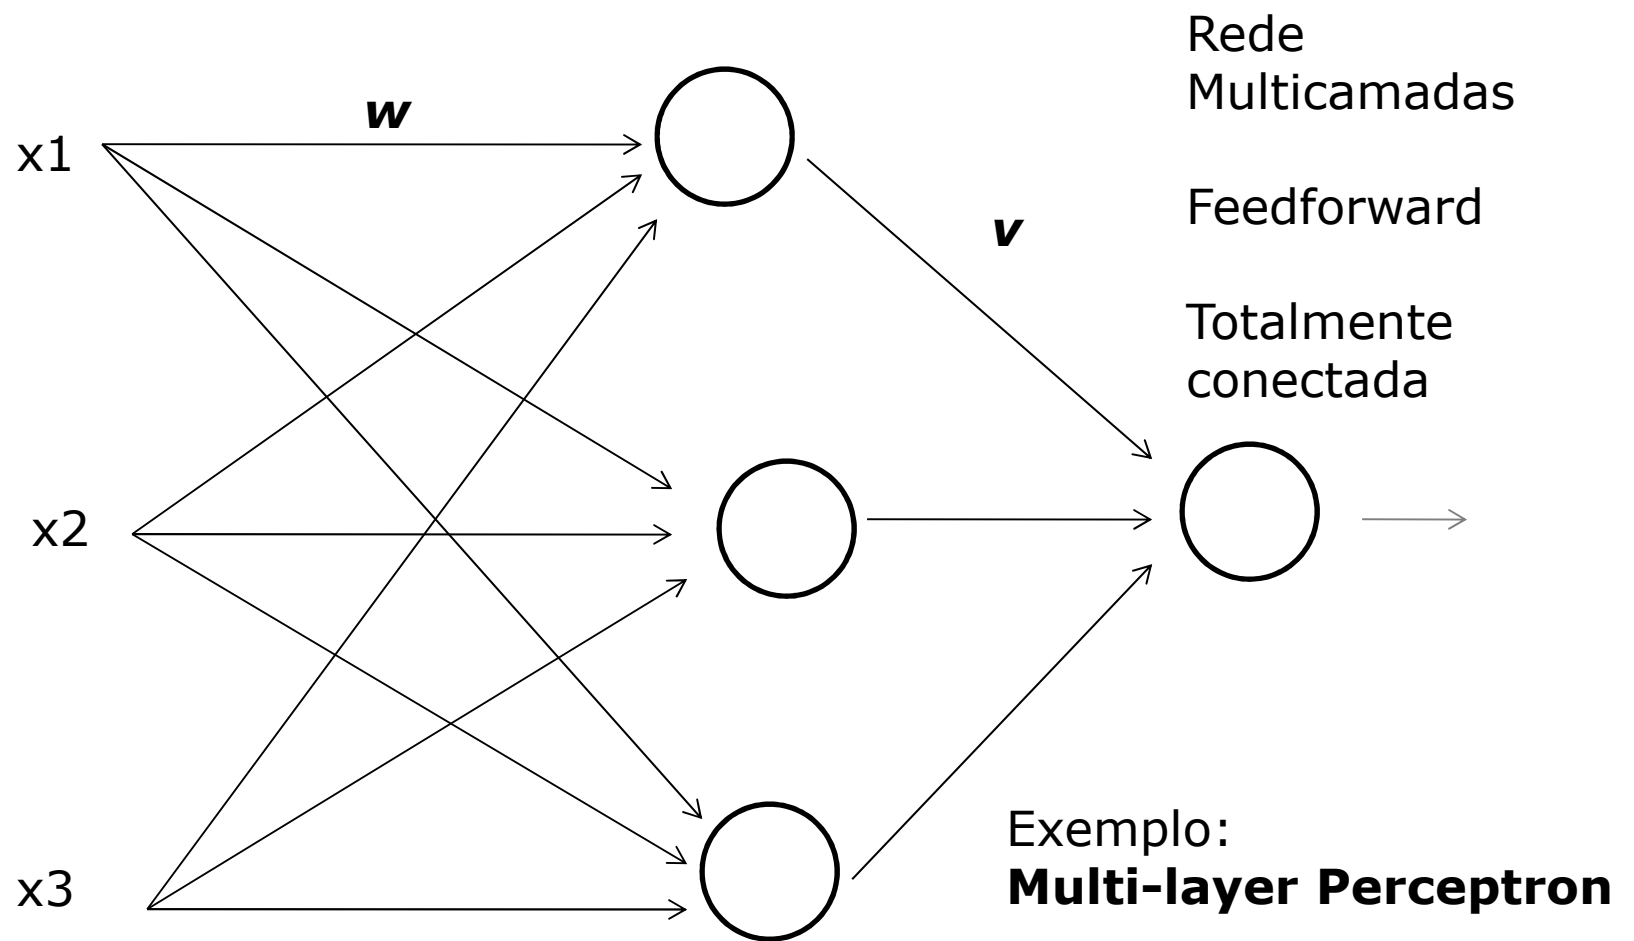 Rede
Multicamadas
w
x1
Feedforward
v
Totalmente
conectada
x2
Exemplo:
Multi-layer Perceptron
x3